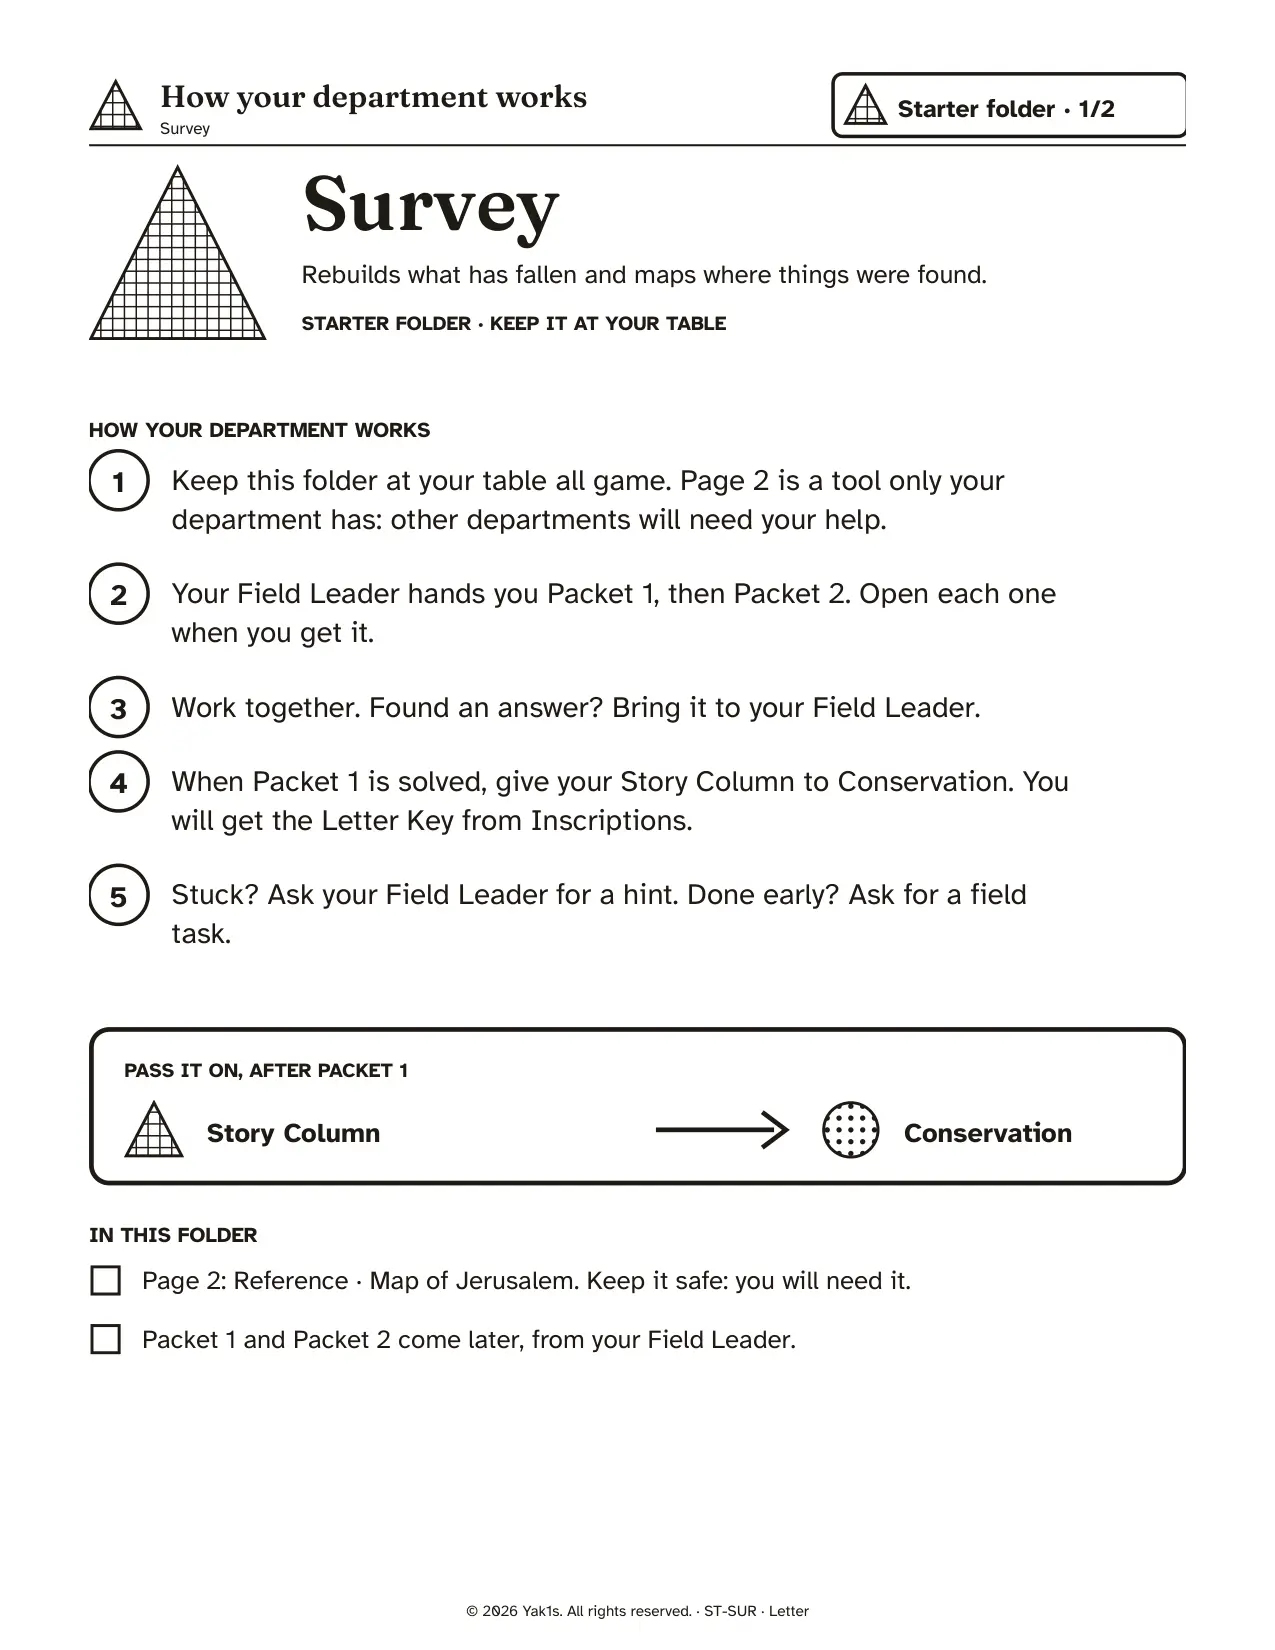 How your department works
Survey
Starter folder · 1/2
Survey
Rebuilds what has fallen and maps where things were found.
STARTER FOLDER · KEEP IT AT YOUR TABLE
HOW YOUR DEPARTMENT WORKS
1
Keep this folder at your table all game. Page 2 is a tool only your
department has: other departments will need your help.
2
Your Field Leader hands you Packet 1, then Packet 2. Open each one
when you get it.
3
Work together. Found an answer? Bring it to your Field Leader.
4
When Packet 1 is solved, give your Story Column to Conservation. You
will get the Letter Key from Inscriptions.
5
Stuck? Ask your Field Leader for a hint. Done early? Ask for a field
task.
PASS IT ON, AFTER PACKET 1
Story Column
Conservation
IN THIS FOLDER
Page 2: Reference · Map of Jerusalem. Keep it safe: you will need it.
Packet 1 and Packet 2 come later, from your Field Leader.
© 2026 Yak1s. All rights reserved. · ST-SUR · Letter